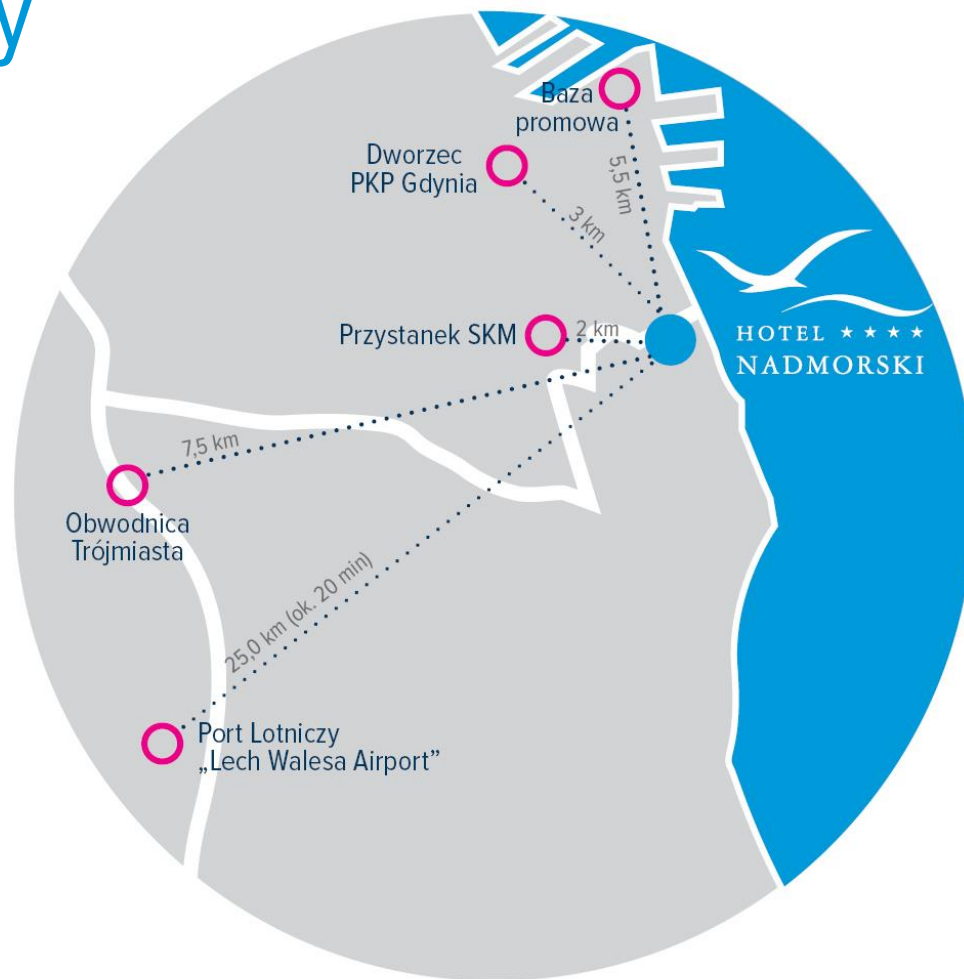 y
Baza
promowa
Dworzec
PKP Gdynia
5,5 km
3 km
HOTEL ★ ★ ★ ★
NADMORSKI
Przystanek SKM
2 km
7,5 km
Obwodnica
Trójmiasta
25,0 km (ok. 20 min)
Port Lotniczy
„Lech Walesa Airport”